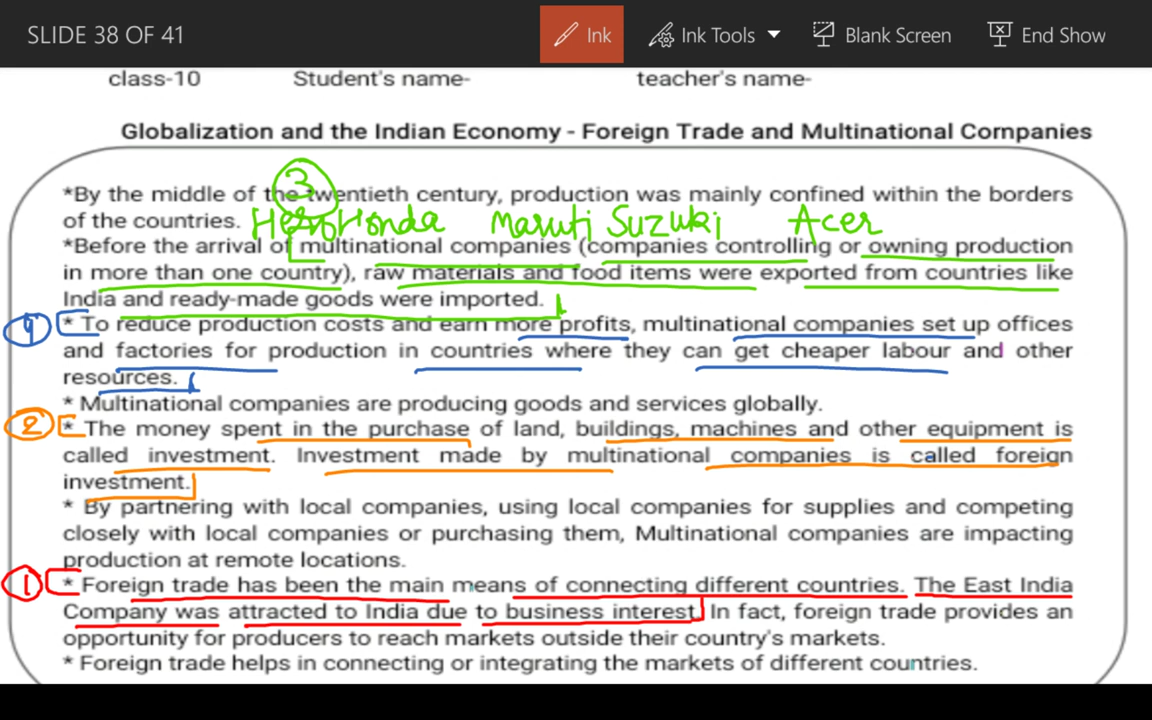 SLIDE 38 OF 41 Ink Ink Tools Blank Screen End Show
class-10 Student's name- teacher's name-
Globalization and the Indian Economy - Foreign Trade and Multinational Companies
3
*By the middle of the twentieth century, production was mainly confined within the borders
of the countries. Hero Honda Maruti Suzuki Acer
*Before the arrival of multinational companies (companies controlling or owning production
in more than one country), raw materials and food items were exported from countries like
India and ready-made goods were imported.
4 * To reduce production costs and earn more profits, multinational companies set up offices
and factories for production in countries where they can get cheaper labour and other
resources.
* Multinational companies are producing goods and services globally.
2 * The money spent in the purchase of land, buildings, machines and other equipment is
called investment. Investment made by multinational companies is called foreign
investment.
* By partnering with local companies, using local companies for supplies and competing
closely with local companies or purchasing them, Multinational companies are impacting
production at remote locations.
1 * Foreign trade has been the main means of connecting different countries. The East India
Company was attracted to India due to business interest. In fact, foreign trade provides an
opportunity for producers to reach markets outside their country's markets.
* Foreign trade helps in connecting or integrating the markets of different countries.